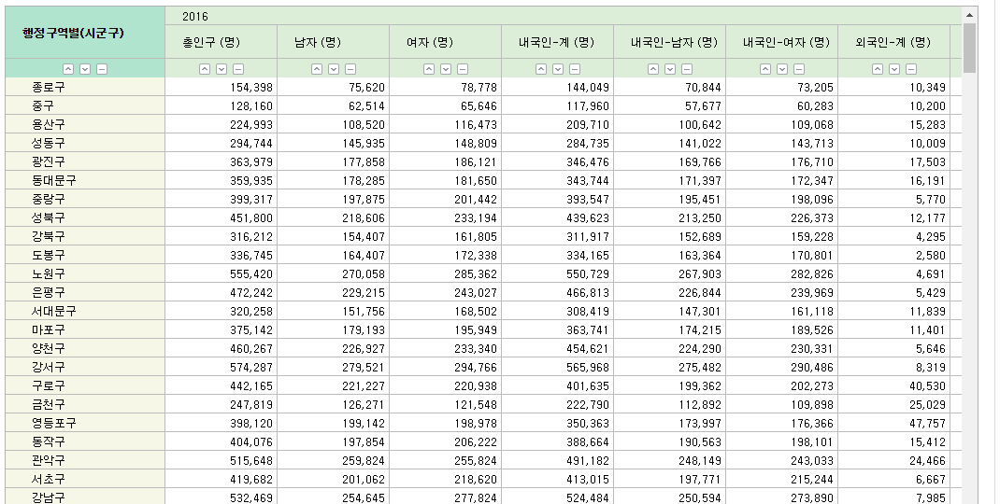 행정구역별(시군구) 2016
총인구 (명) 남자 (명) 여자 (명) 내국인-계 (명) 내국인-남자 (명) 내국인-여자 (명) 외국인-계 (명)
종로구 154,398 75,620 78,778 144,049 70,844 73,205 10,349
중구 128,160 62,514 65,646 117,960 57,677 60,283 10,200
용산구 224,993 108,520 116,473 209,710 100,642 109,068 15,283
성동구 294,744 145,935 148,809 284,735 141,022 143,713 10,009
광진구 363,979 177,858 186,121 346,476 169,766 176,710 17,503
동대문구 359,935 178,285 181,650 343,744 171,397 172,347 16,191
중랑구 399,317 197,875 201,442 393,547 195,451 198,096 5,770
성북구 451,800 218,606 233,194 439,623 213,250 226,373 12,177
강북구 316,212 154,407 161,805 311,917 152,689 159,228 4,295
도봉구 336,745 164,407 172,338 334,165 163,364 170,801 2,580
노원구 555,420 270,058 285,362 550,729 267,903 282,826 4,691
은평구 472,242 229,215 243,027 466,813 226,844 239,969 5,429
서대문구 320,258 151,756 168,502 308,419 147,301 161,118 11,839
마포구 375,142 179,193 195,949 363,741 174,215 189,526 11,401
양천구 460,267 226,927 233,340 454,621 224,290 230,331 5,646
강서구 574,287 279,521 294,766 565,968 275,482 290,486 8,319
구로구 442,165 221,227 220,938 401,635 199,362 202,273 40,530
금천구 247,819 126,271 121,548 222,790 112,892 109,898 25,029
영등포구 398,120 199,142 198,978 350,363 173,997 176,366 47,757
동작구 404,076 197,854 206,222 388,664 190,563 198,101 15,412
관악구 515,648 259,824 255,824 491,182 248,149 243,033 24,466
서초구 419,682 201,062 218,620 413,015 197,771 215,244 6,667
강남구 532,469 254,645 277,824 524,484 250,594 273,890 7,985